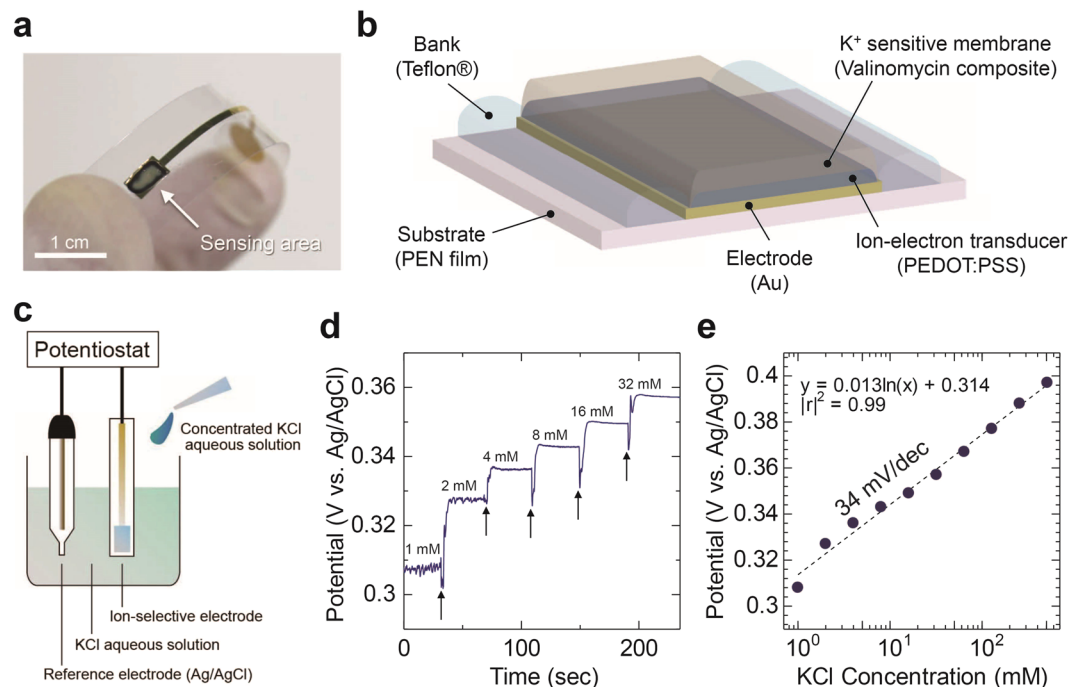 a
Sensing area
1 cm
b
Bank
(Teflon®)
K⁺ sensitive membrane
(Valinomycin composite)
Substrate
(PEN film)
Electrode
(Au)
Ion-electron transducer
(PEDOT:PSS)
c
Potentiostat
Concentrated KCl
aqueous solution
Ion-selective electrode
KCl aqueous solution
Reference electrode (Ag/AgCl)
d
Potential (V vs. Ag/AgCl)
0.36
0.34
0.32
0.3
1 mM
2 mM
4 mM
8 mM
16 mM
32 mM
0
100
200
Time (sec)
e
Potential (V vs. Ag/AgCl)
0.4
0.38
0.36
0.34
0.32
0.3
y = 0.013ln(x) + 0.314
|r|² = 0.99
34 mV/dec
10⁰
10¹
10²
KCl Concentration (mM)